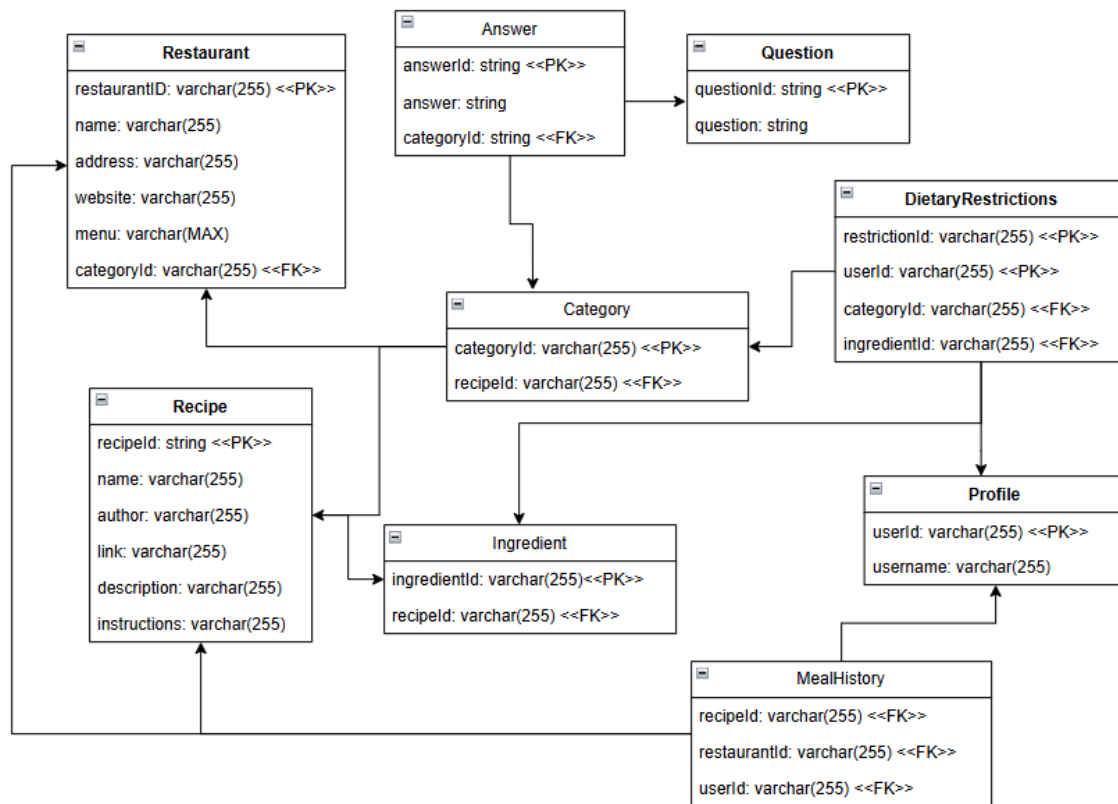 Restaurant
restaurantID: varchar(255) <<PK>>
name: varchar(255)
address: varchar(255)
website: varchar(255)
menu: varchar(MAX)
categoryId: varchar(255) <<FK>>
Answer
answerId: string <<PK>>
answer: string
categoryId: string <<FK>>
Question
questionId: string <<PK>>
question: string
DietaryRestrictions
restrictionId: varchar(255) <<PK>>
userId: varchar(255) <<PK>>
categoryId: varchar(255) <<FK>>
ingredientId: varchar(255) <<FK>>
Category
categoryId: varchar(255) <<PK>>
recipeId: varchar(255) <<FK>>
Recipe
recipeId: string <<PK>>
name: varchar(255)
author: varchar(255)
link: varchar(255)
description: varchar(255)
instructions: varchar(255)
Ingredient
ingredientId: varchar(255)<<PK>>
recipeId: varchar(255) <<FK>>
Profile
userId: varchar(255) <<PK>>
username: varchar(255)
MealHistory
recipeId: varchar(255) <<FK>>
restaurantId: varchar(255) <<FK>>
userId: varchar(255) <<FK>>